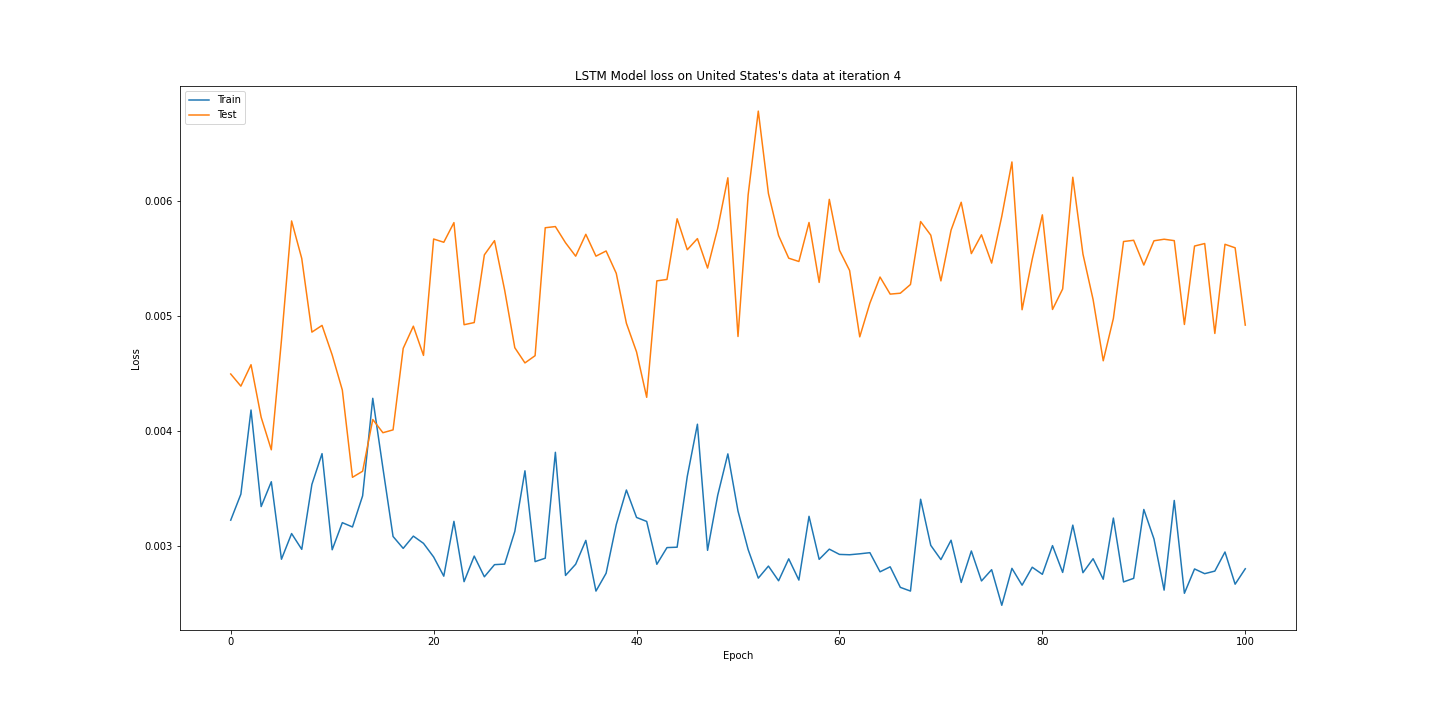 LSTM Model loss on United States's data at iteration 4
Train
Test
0.006
0.005
0.004
0.003
Loss
0 20 40 60 80 100
Epoch